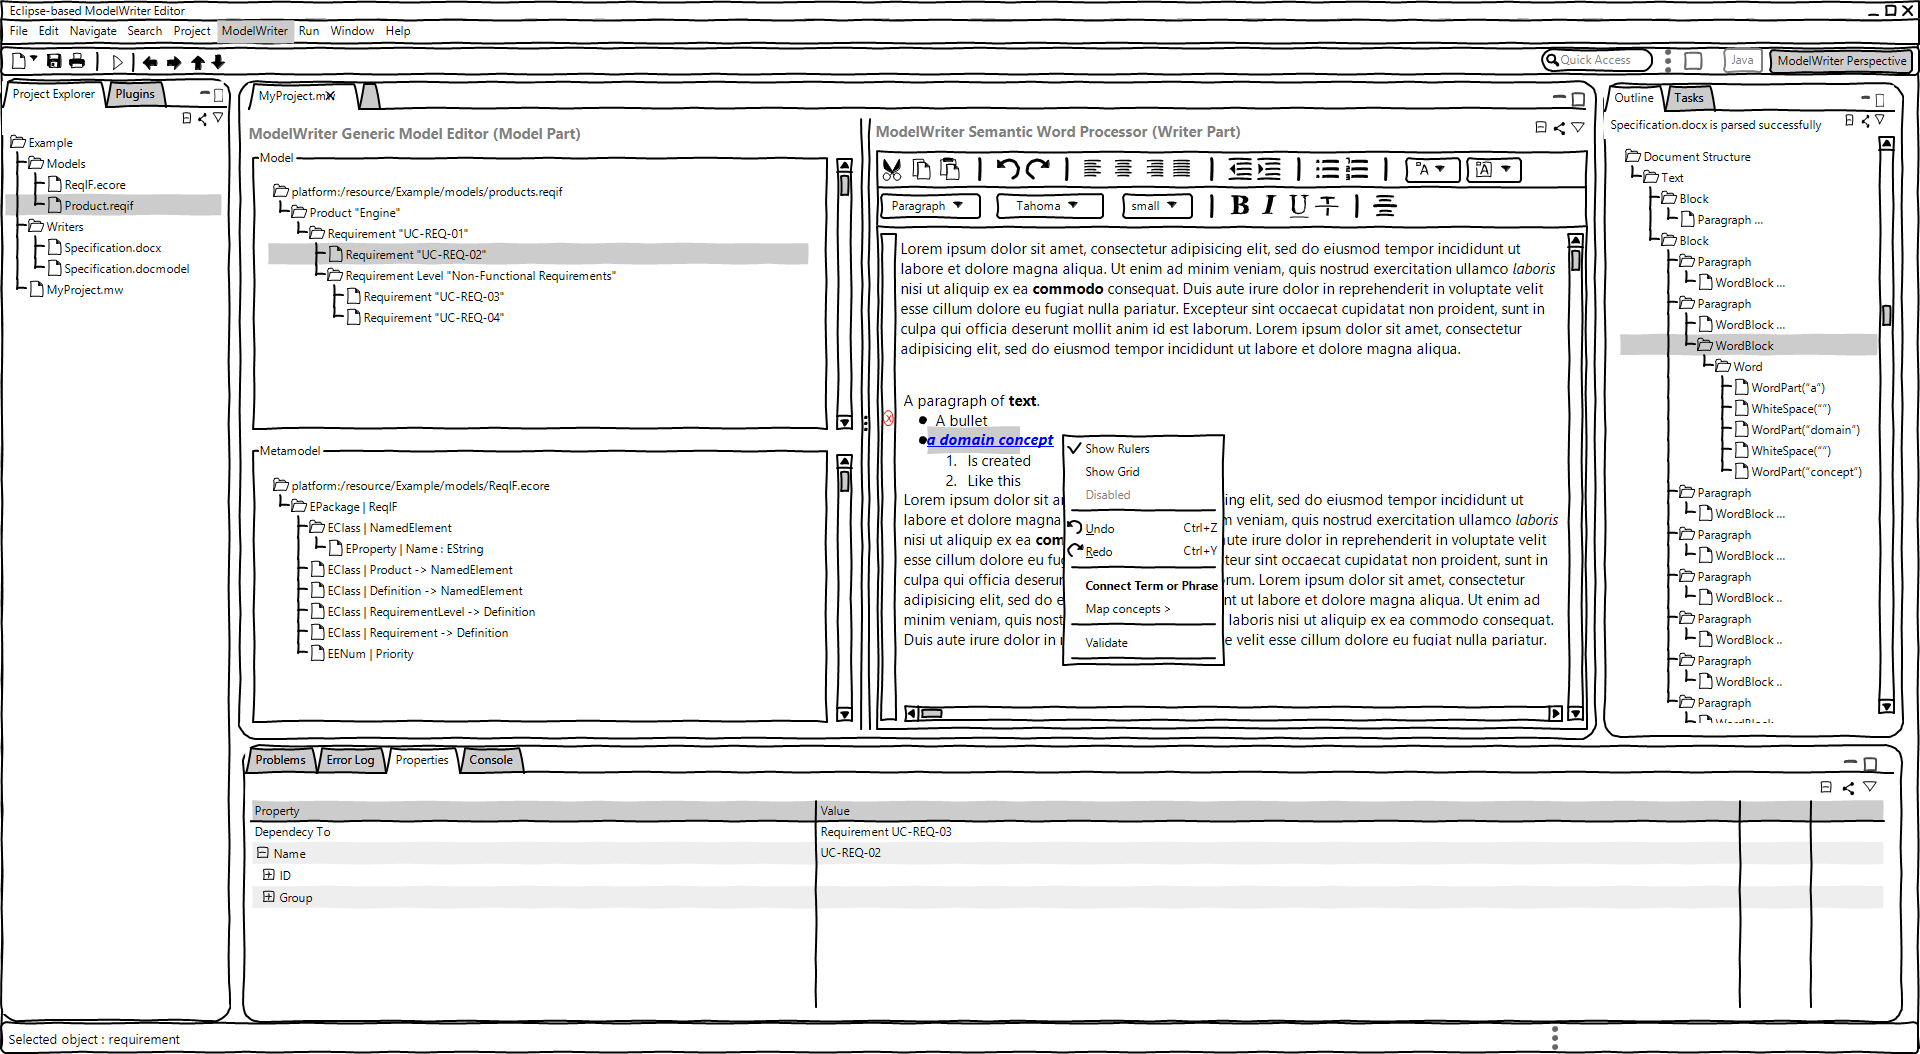 Eclipse-based ModelWriter Editor
File Edit Navigate Search Project ModelWriter Run Window Help
Quick Access
Java
ModelWriter Perspective
Project Explorer
Plugins
Example
Models
ReqIF.ecore
Product.reqif
Writers
Specification.docx
Specification.docmodel
MyProject.mw
MyProject.mw
ModelWriter Generic Model Editor (Model Part)
Model
platform:/resource/Example/models/products.reqif
Product "Engine"
Requirement "UC-REQ-01"
Requirement "UC-REQ-02"
Requirement Level "Non-Functional Requirements"
Requirement "UC-REQ-03"
Requirement "UC-REQ-04"
Metamodel
platform:/resource/Example/models/ReqIF.ecore
EPackage | ReqIF
EClass | NamedElement
EProperty | Name : EString
EClass | Product -> NamedElement
EClass | Definition -> NamedElement
EClass | RequirementLevel -> Definition
EClass | Requirement -> Definition
EENum | Priority
ModelWriter Semantic Word Processor (Writer Part)
"A
A
Paragraph
Tahoma
small
B I U T
Lorem ipsum dolor sit amet, consectetur adipisicing elit, sed do eiusmod tempor incididunt ut
labore et dolore magna aliqua. Ut enim ad minim veniam, quis nostrud exercitation ullamco laboris
nisi ut aliquip ex ea commodo consequat. Duis aute irure dolor in reprehenderit in voluptate velit
esse cillum dolore eu fugiat nulla pariatur. Excepteur sint occaecat cupidatat non proident, sunt in
culpa qui officia deserunt mollit anim id est laborum. Lorem ipsum dolor sit amet, consectetur
adipisicing elit, sed do eiusmod tempor incididunt ut labore et dolore magna aliqua.
A paragraph of text.
A bullet
a domain concept
1. Is created
2. Like this
Lorem ipsum dolor sit ar ing elit, sed do eiusmod tempor incididunt ut
labore et dolore magna veniam, quis nostrud exercitation ullamco laboris
nisi ut aliquip ex ea com ute irure dolor in reprehenderit in voluptate velit
esse cillum dolore eu fug teur sint occaecat cupidatat non proident, sunt in
culpa qui officia deserur rum. Lorem ipsum dolor sit amet, consectetur
adipisicing elit, sed do e nt ut labore et dolore magna aliqua. Ut enim ad
minim veniam, quis nost laboris nisi ut aliquip ex ea commodo consequat.
Duis aute irure dolor in e velit esse cillum dolore eu fugiat nulla pariatur.
Show Rulers
Show Grid
Disabled
Undo Ctrl+Z
Redo Ctrl+Y
Connect Term or Phrase
Map concepts >
Validate
Outline
Tasks
Specification.docx is parsed successfully
Document Structure
Text
Block
Paragraph ...
Block
Paragraph
WordBlock ...
Paragraph
WordBlock ...
WordBlock
Word
WordPart("a")
WhiteSpace("")
WordPart("domain")
WhiteSpace("")
WordPart("concept")
Paragraph
WordBlock ...
Paragraph
WordBlock ...
Paragraph
WordBlock ..
Paragraph
WordBlock ..
Paragraph
WordBlock ..
Paragraph
WordBlock
Problems
Error Log
Properties
Console
Property Value
Dependecy To Requirement UC-REQ-03
Name UC-REQ-02
ID
Group
Selected object : requirement